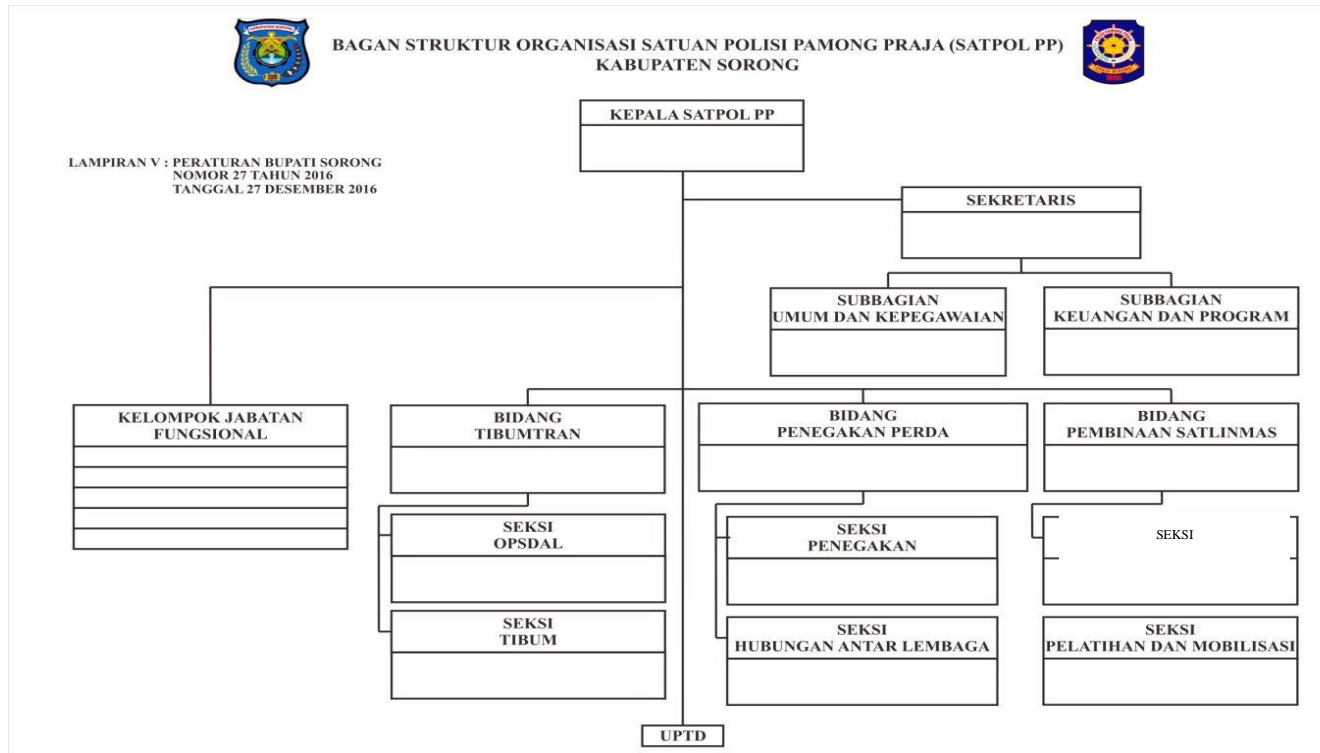 BAGAN STRUKTUR ORGANISASI SATUAN POLISI PAMONG PRAJA (SATPOL PP)
KABUPATEN SORONG
KEPALA SATPOL PP
LAMPIRAN V : PERATURAN BUPATI SORONG
NOMOR 27 TAHUN 2016
TANGGAL 27 DESEMBER 2016
SEKRETARIS
SUBBAGIAN
UMUM DAN KEPEGAWAIAN
SUBBAGIAN
KEUANGAN DAN PROGRAM
KELOMPOK JABATAN
FUNGSIONAL
BIDANG
TIBUMTRAN
BIDANG
PENEGAKAN PERDA
BIDANG
PEMBINAAN SATLINMAS
SEKSI
OPSDAL
SEKSI
PENEGAKAN
SEKSI
SEKSI
TIBUM
SEKSI
HUBUNGAN ANTAR LEMBAGA
SEKSI
PELATIHAN DAN MOBILISASI
UPTD